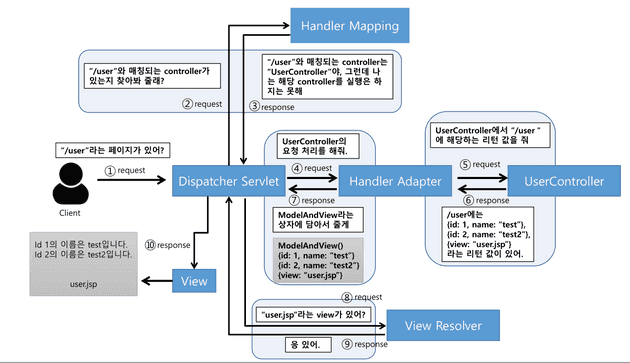 Handler Mapping
"/user"와 매칭되는 controller가
있는지 찾아봐 줄래?
"/user"와 매칭되는 controller는
"UserController"야, 그런데 나
는 해당 controller를 실행은 하
지는 못해
② request
③ response
"/user"라는 페이지가 있어?
① request
Client
Dispatcher Servlet
UserController의
요청 처리를 해줘.
④ request
⑦ response
Handler Adapter
UserController에서 "/user "
에 해당하는 리턴 값을 줘
⑤ request
UserController
⑥ response
ModelAndView라는
상자에 담아서 줄게
ModelAndView()
{id: 1, name: "test"}
{id: 2, name: "test2"}
{view: "user.jsp"}
/user에는
{id: 1, name: "test"},
{id: 2, name: "test2"},
{view: "user.jsp"}
라는 리턴 값이 있어.
⑩ response
Id 1의 이름은 test입니다.
Id 2의 이름은 test2입니다.
user.jsp
View
⑧ request
"user.jsp"라는 view가 있어?
View Resolver
⑨ response
응 있어.